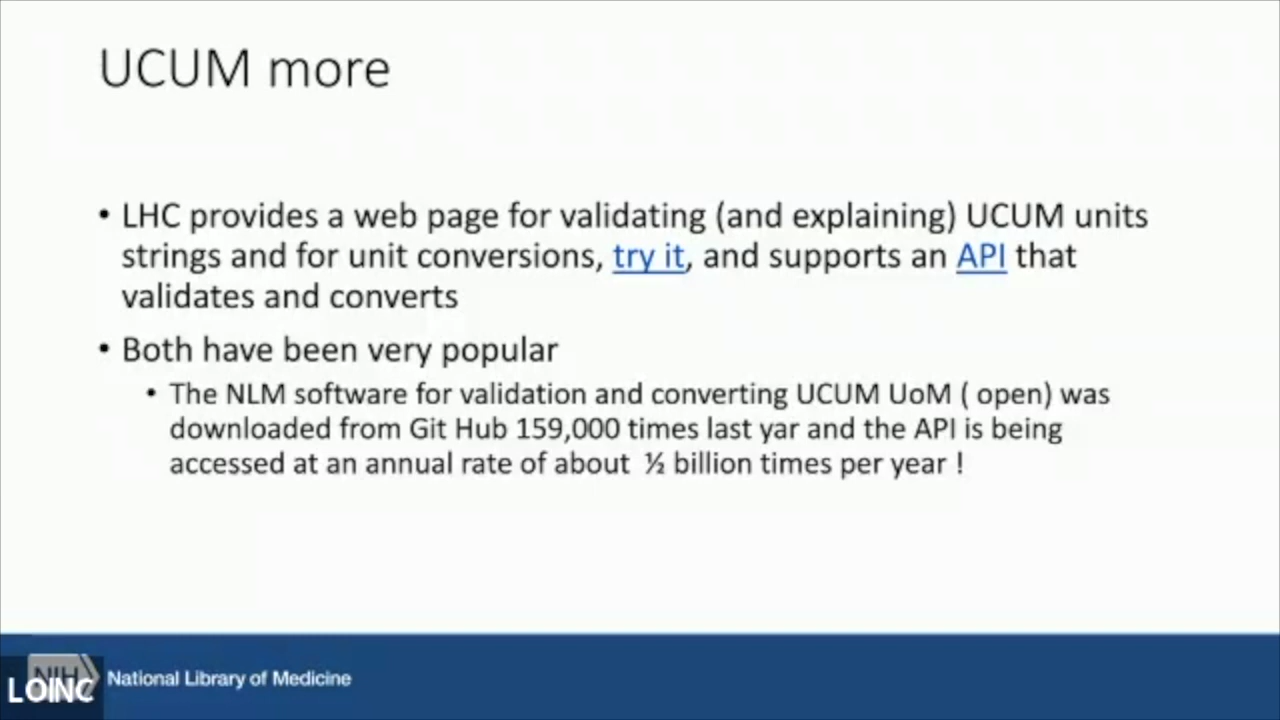 UCUM more
• LHC provides a web page for validating (and explaining) UCUM units
strings and for unit conversions, try it, and supports an API that
validates and converts
• Both have been very popular
• The NLM software for validation and converting UCUM UoM ( open) was
downloaded from Git Hub 159,000 times last yar and the API is being
accessed at an annual rate of about ½ billion times per year !
NIH
LOINC
National Library of Medicine